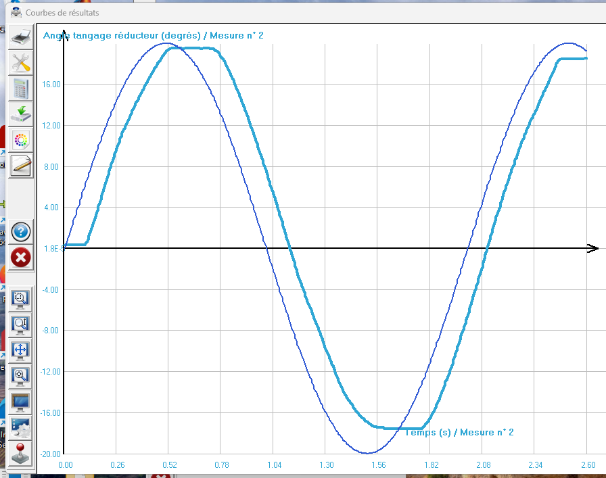 Courbes de résultats
Angle tangage réducteur (degrés) / Mesure n° 2
16.00
12.00
8.00
4.00
1.8E-
-4.00
-8.00
-12.00
-16.00
-20.00
Temps (s) / Mesure n° 2
0.00 0.26 0.52 0.78 1.04 1.30 1.56 1.82 2.08 2.34 2.60